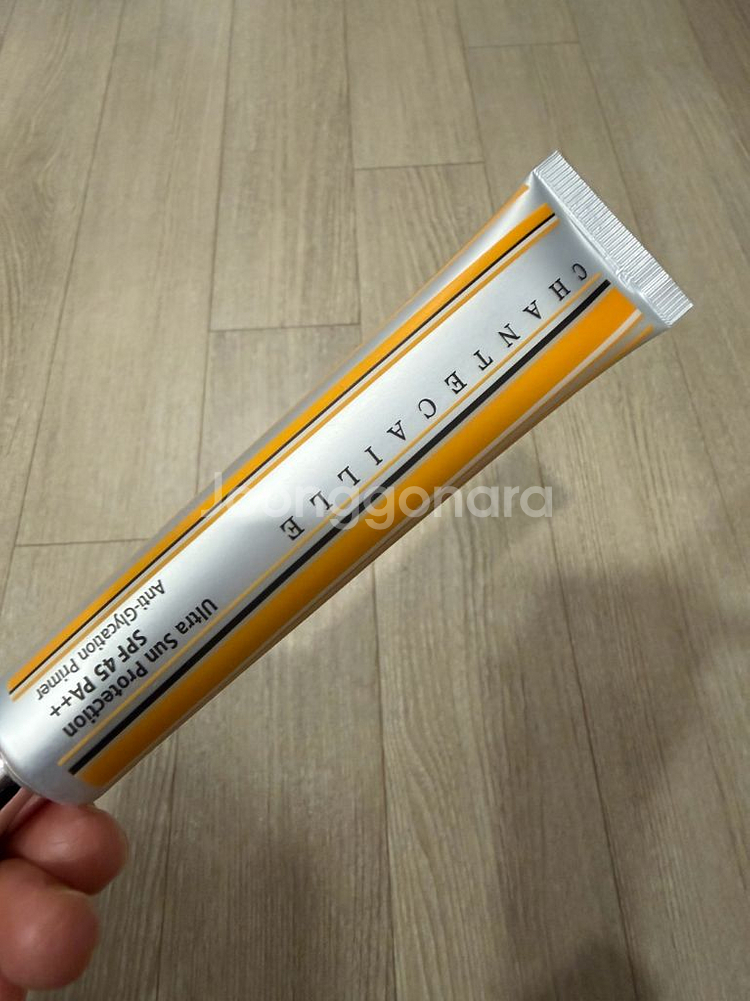 CHANTECAILLE
Ultra Sun Protection
SPF 45 PA++
Anti-Glycation Primer
Joonggonara